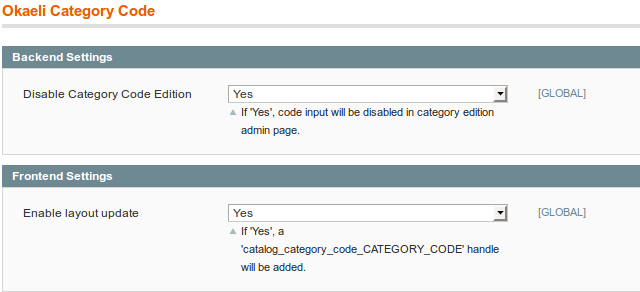 Okaeli Category Code
Backend Settings
Disable Category Code Edition Yes [GLOBAL]
If 'Yes', code input will be disabled in category edition
admin page.
Frontend Settings
Enable layout update Yes [GLOBAL]
If 'Yes', a
'catalog_category_code_CATEGORY_CODE' handle
will be added.